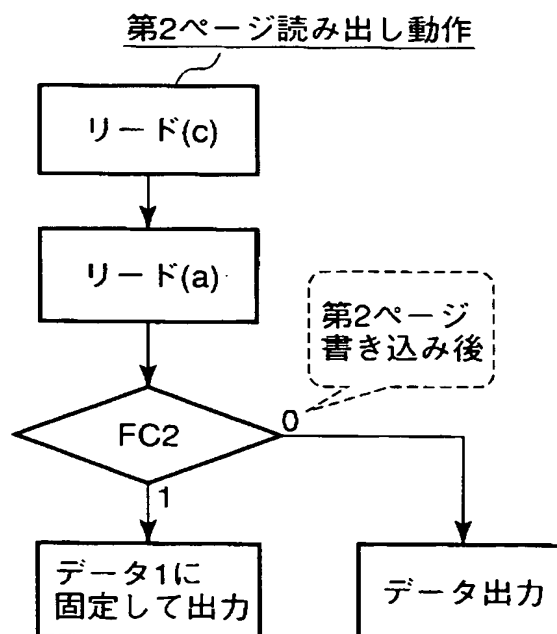 第2ページ読み出し動作
リード(c)
リード(a)
第2ページ
書き込み後
FC2
0
1
データ1に
固定して出力
データ出力